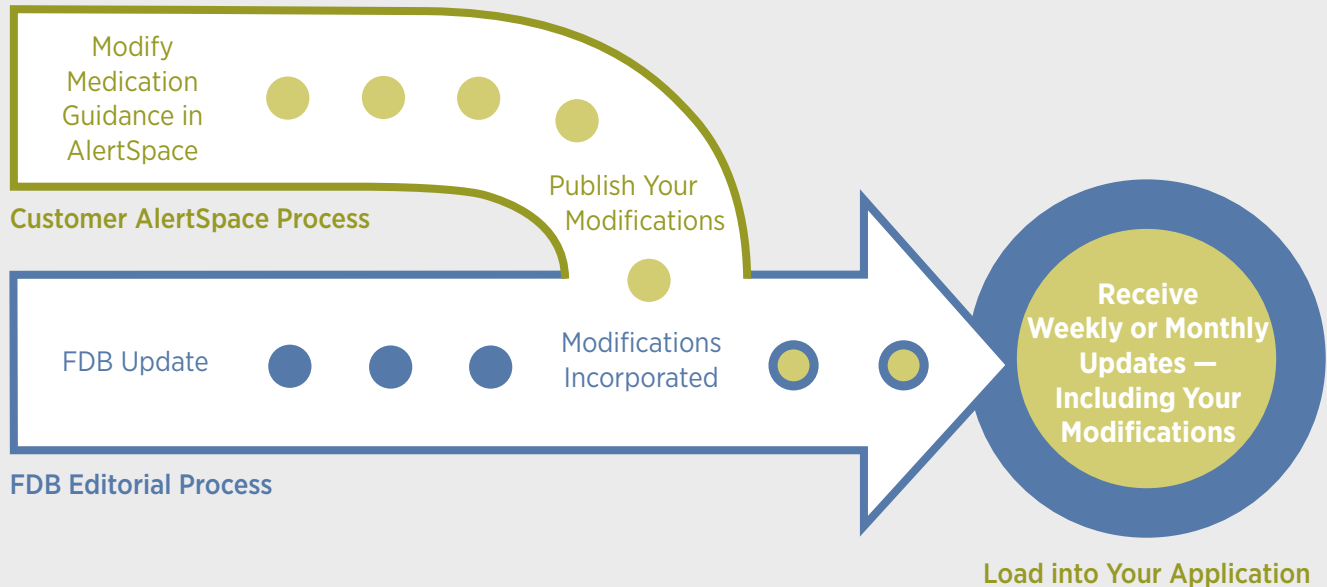 Modify
Medication
Guidance in
AlertSpace
Publish Your
Modifications
Customer AlertSpace Process
FDB Update
Modifications
Incorporated
Receive
Weekly or Monthly
Updates —
Including Your
Modifications
FDB Editorial Process
Load into Your Application